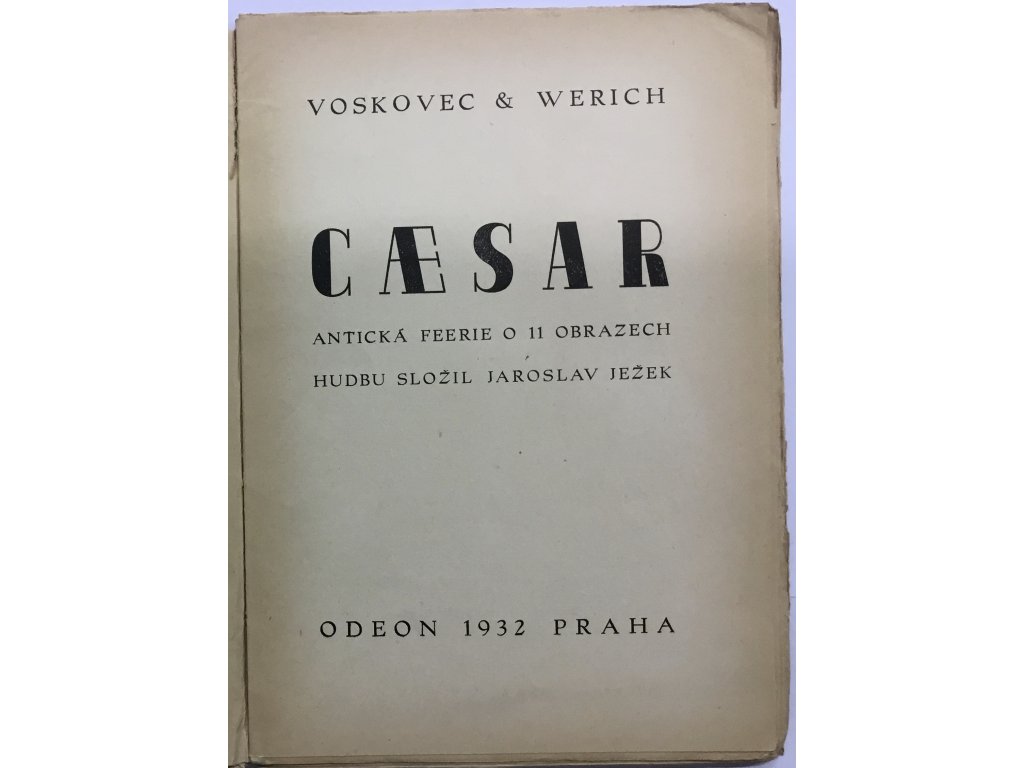 VOSKOVEC & WERICH
CÆSAR
ANTICKÁ FEERIE O 11 OBRAZECH
HUDBU SLOŽIL JAROSLAV JEŽEK
ODEON 1932 PRAHA